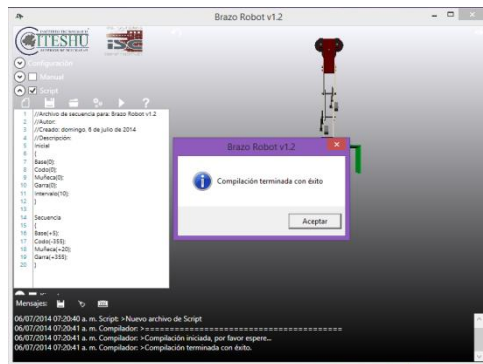 Brazo Robot v1.2
ITESHU
isc
Configuración
Manual
Script
1 //Archivo de secuencia para: Brazo Robot v1.2
2 //Autor:
3 //Creado: domingo, 6 de julio de 2014
4 //Descripción:
5 Inicial
6 {
7 Base(0);
8 Codo(0);
9 Muñeca(0);
10 Garra(0);
11 Intervalo(10);
12 }
13
14 Secuencia
15 {
16 Base(+5);
17 Codo(-355);
18 Muñeca(+20);
19 Garra(+355);
20 }
Brazo Robot v1.2
Compilación terminada con éxito
Aceptar
Mensajes:
06/07/2014 07:20:40 a. m. Script: >Nuevo archivo de Script
06/07/2014 07:20:41 a. m. Compilador: >========================================
06/07/2014 07:20:41 a. m. Compilador: >Compilación iniciada, por favor espere...
06/07/2014 07:20:41 a. m. Compilador: >Compilación terminada con éxito.